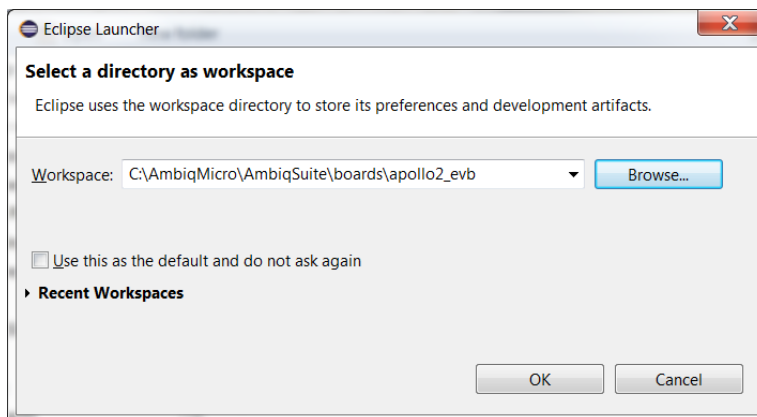 Eclipse Launcher
Select a directory as workspace
Eclipse uses the workspace directory to store its preferences and development artifacts.
Workspace: C:\AmbiqMicro\AmbiqSuite\boards\apollo2_evb Browse...
Use this as the default and do not ask again
Recent Workspaces
OK Cancel